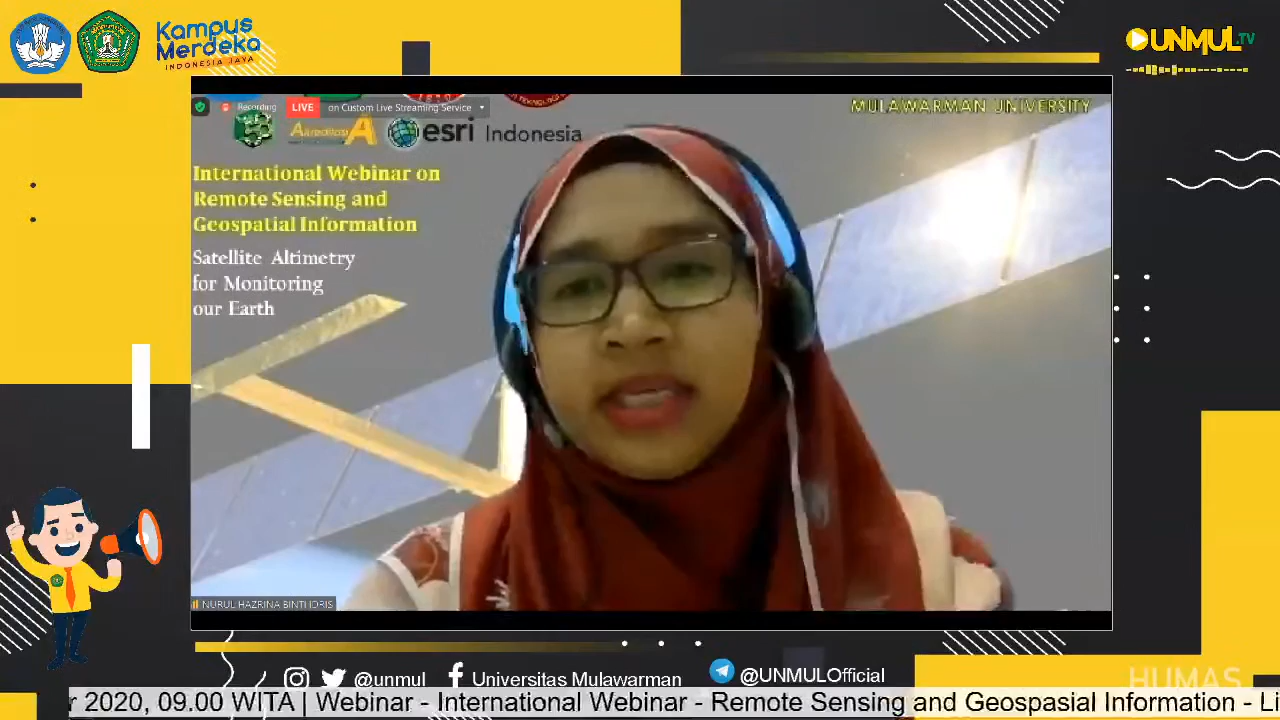 Kampus
Merdeka
INDONESIA JAYA
UNMUL TV
Recording
LIVE on Custom Live Streaming Service
MULAWARMAN UNIVERSITY
Akreditasi A
esri Indonesia
International Webinar on
Remote Sensing and
Geospatial Information
Satellite Altimetry
for Monitoring
our Earth
NURUL HAZRINA BINTI IDRIS
@unmul
Universitas Mulawarman
@UNMULOfficial
HUMAS
r 2020, 09.00 WITA | Webinar - International Webinar - Remote Sensing and Geospasial Information - Li